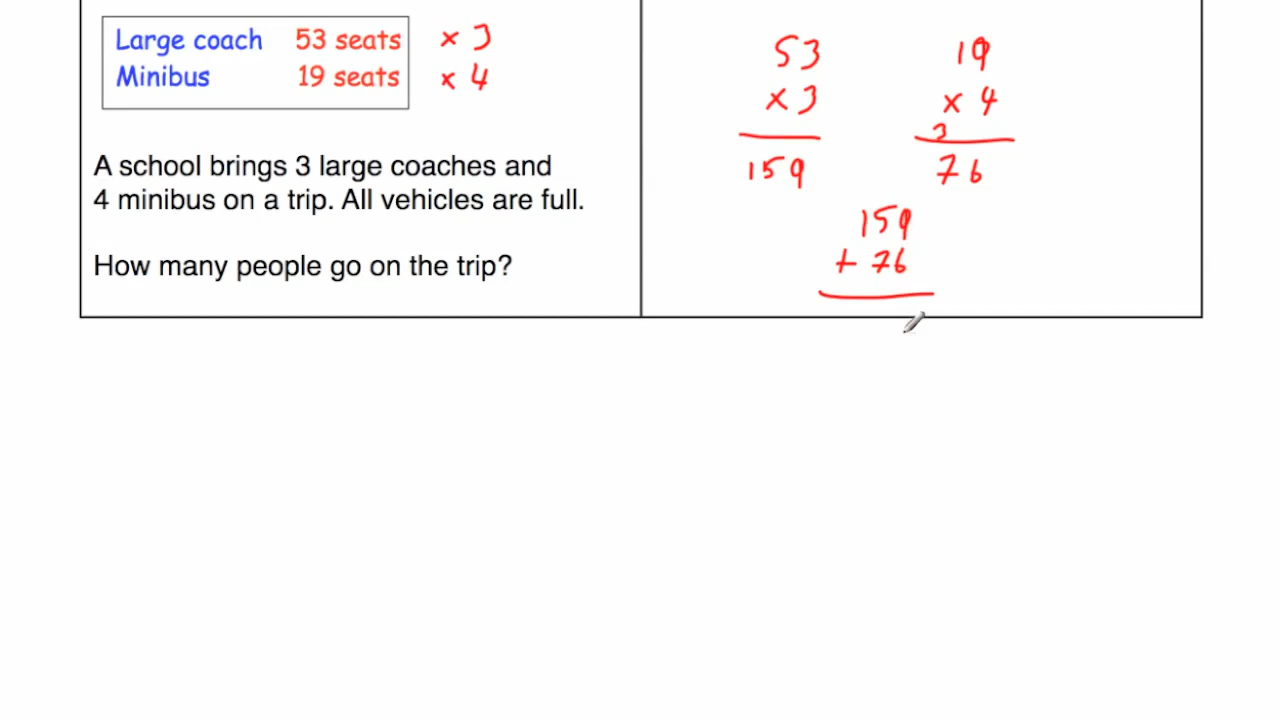 Large coach 53 seats × 3
Minibus 19 seats × 4
A school brings 3 large coaches and
4 minibus on a trip. All vehicles are full.
How many people go on the trip?
53
× 3
159
19
× 4
3
76
159
+ 76